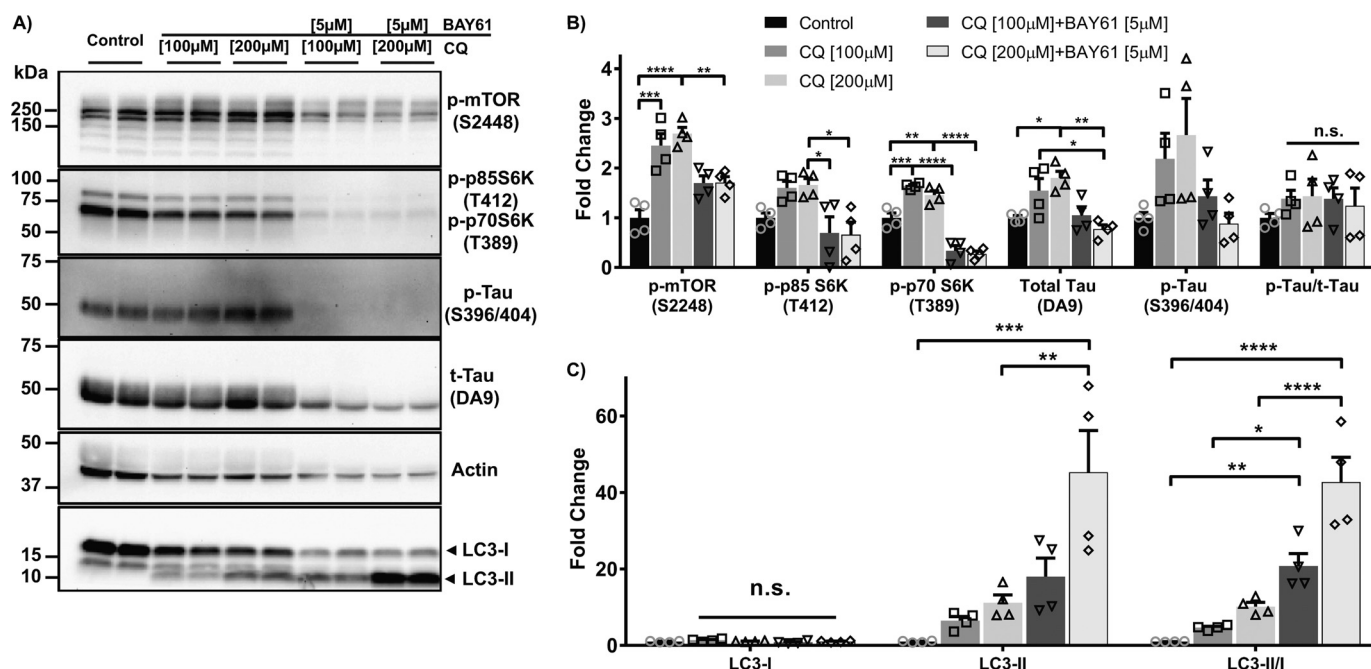 A)
[5µM] [5µM] BAY61
Control [100µM] [200µM] [100µM] [200µM] CQ
kDa
250
150
p-mTOR
(S2448)
100
75
50
p-p85S6K
(T412)
p-p70S6K
(T389)
75
50
p-Tau
(S396/404)
75
50
t-Tau
(DA9)
50
37
Actin
15
10
◄ LC3-I
◄ LC3-II
B)
Control
CQ [100µM]
CQ [200µM]
CQ [100µM]+BAY61 [5µM]
CQ [200µM]+BAY61 [5µM]
Fold Change
4
3
2
1
0
**** **
***
*
*
** ****
*** ****
* **
*
n.s.
p-mTOR
(S2248)
p-p85 S6K
(T412)
p-p70 S6K
(T389)
Total Tau
(DA9)
p-Tau
(S396/404)
p-Tau/t-Tau
C)
Fold Change
60
40
20
0
n.s.
***
**
****
****
*
**
LC3-I LC3-II LC3-II/I